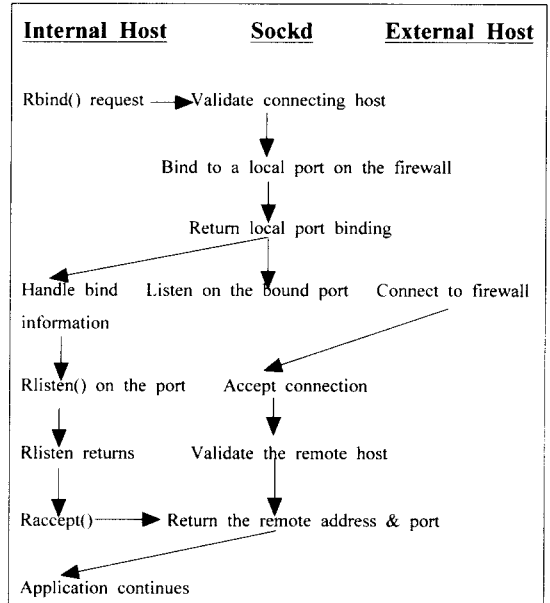 Internal Host Sockd External Host
Rbind() request Validate connecting host
Bind to a local port on the firewall
Return local port binding
Handle bind Listen on the bound port Connect to firewall
information
Rlisten() on the port Accept connection
Rlisten returns Validate the remote host
Raccept() Return the remote address & port
Application continues